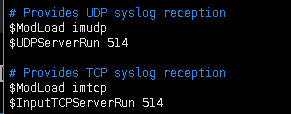 # Provides UDP syslog reception
$ModLoad imudp
$UDPServerRun 514
# Provides TCP syslog reception
$ModLoad imtcp
$InputTCPServerRun 514